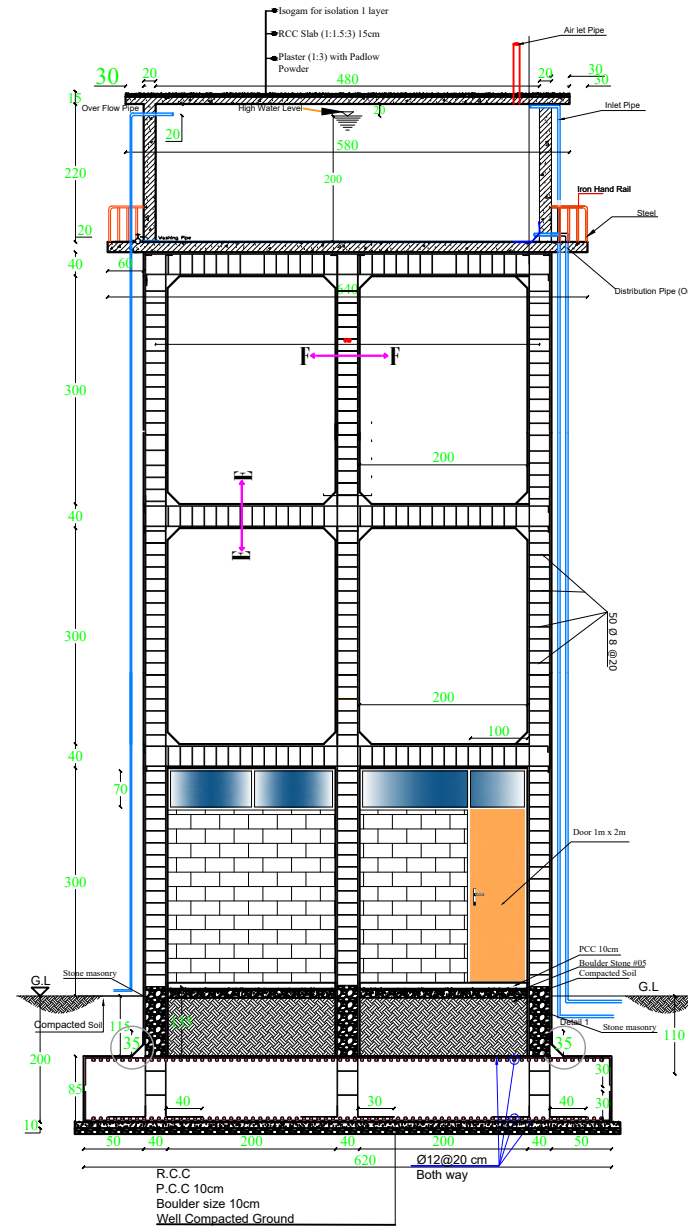 Isogam for isolation 1 layer
RCC Slab (1:1.5:3) 15cm
Plaster (1:3) with Padlow
Powder
Air let Pipe
30
20
480
20
30
30
15
Over Flow Pipe
High Water Level
20
Inlet Pipe
20
580
220
200
Iron Hand Rail
20
Steel
Washing Pipe
40
60
640
Distribution Pipe (O
F F
300
200
E
40
E
50 Ø 8 @20
300
200
100
40
70
Door 1m x 2m
300
PCC 10cm
Boulder Stone #05
Compacted Soil
Stone masonry
G.L
G.L
Compacted Soil
115
Detail 1
Stone masonry
35
35
200
110
85
30
40
30
40
30
10
50
40
200
40
200
40
50
620
Ø12@20 cm
Both way
R.C.C
P.C.C 10cm
Boulder size 10cm
Well Compacted Ground